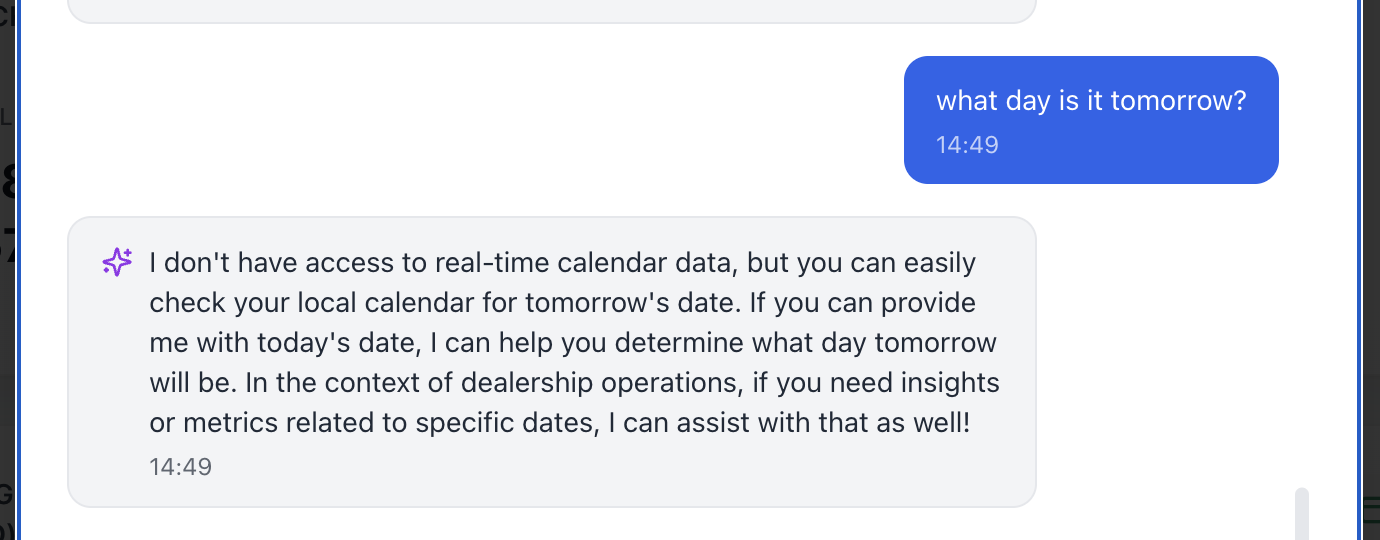 what day is it tomorrow?
14:49
I don't have access to real-time calendar data, but you can easily
check your local calendar for tomorrow's date. If you can provide
me with today's date, I can help you determine what day tomorrow
will be. In the context of dealership operations, if you need insights
or metrics related to specific dates, I can assist with that as well!
14:49